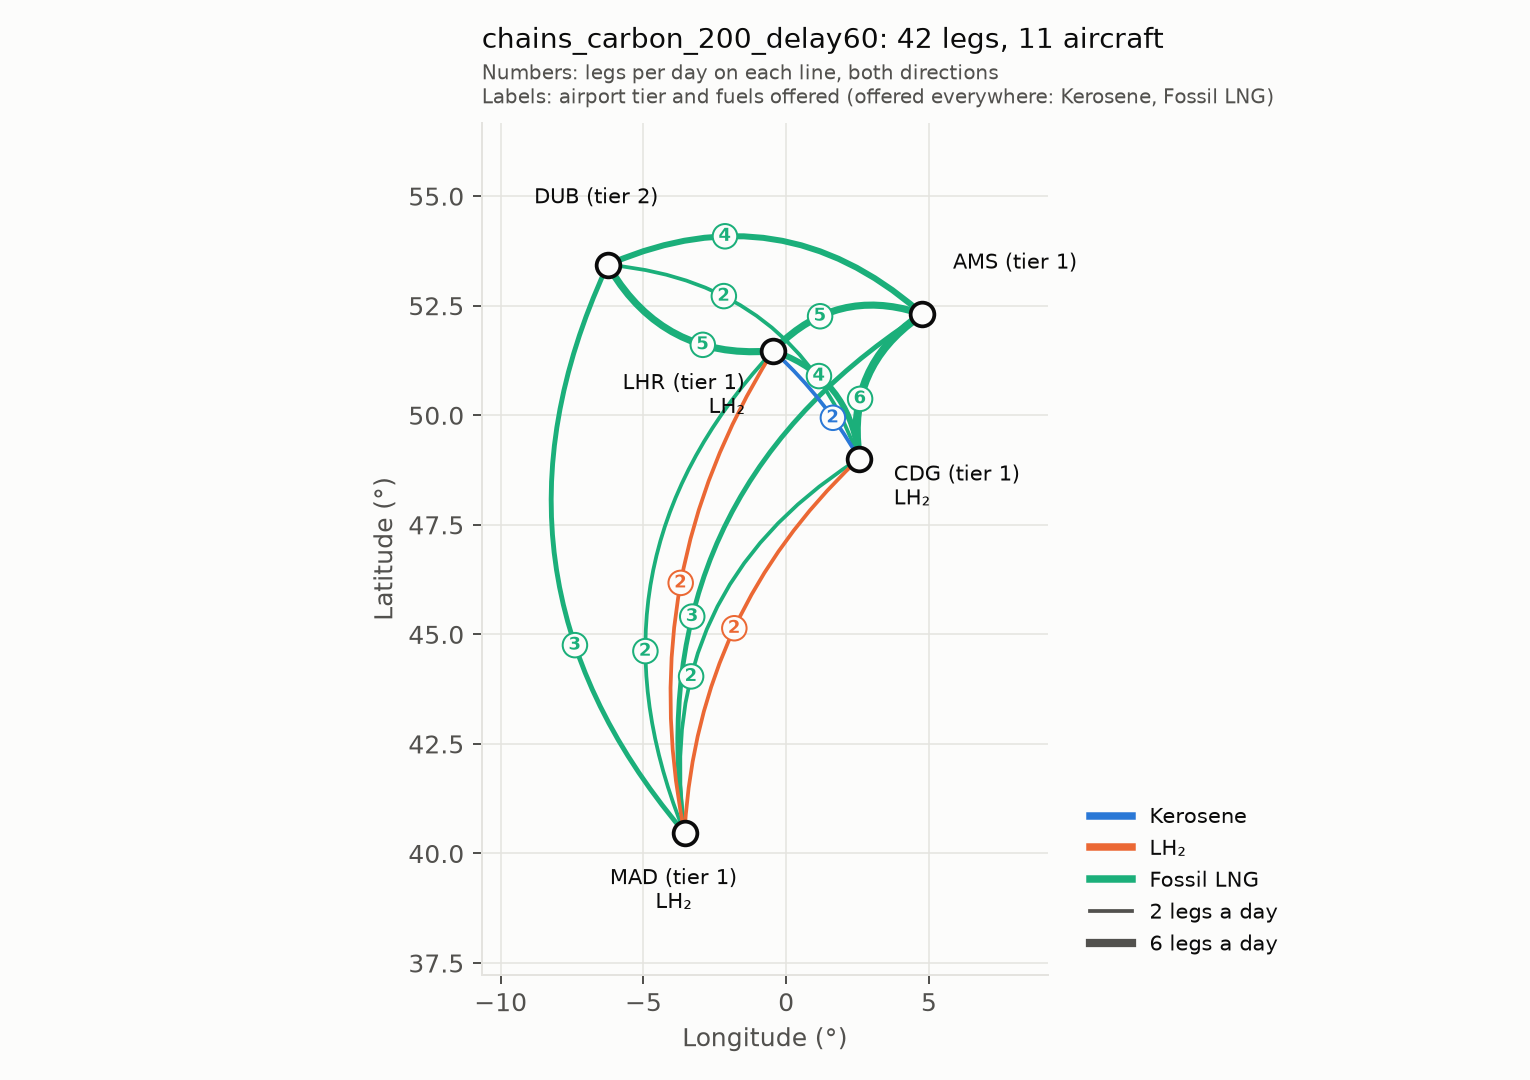 chains_carbon_200_delay60: 42 legs, 11 aircraft
Numbers: legs per day on each line, both directions
Labels: airport tier and fuels offered (offered everywhere: Kerosene, Fossil LNG)
55.0
52.5
50.0
47.5
45.0
42.5
40.0
37.5
Latitude (°)
DUB (tier 2)
4
AMS (tier 1)
2
5
5
LHR (tier 1)
LH₂
4
6
2
CDG (tier 1)
LH₂
2
3
2
3
2
2
MAD (tier 1)
LH₂
Kerosene
LH₂
Fossil LNG
2 legs a day
6 legs a day
−10
−5
0
5
Longitude (°)